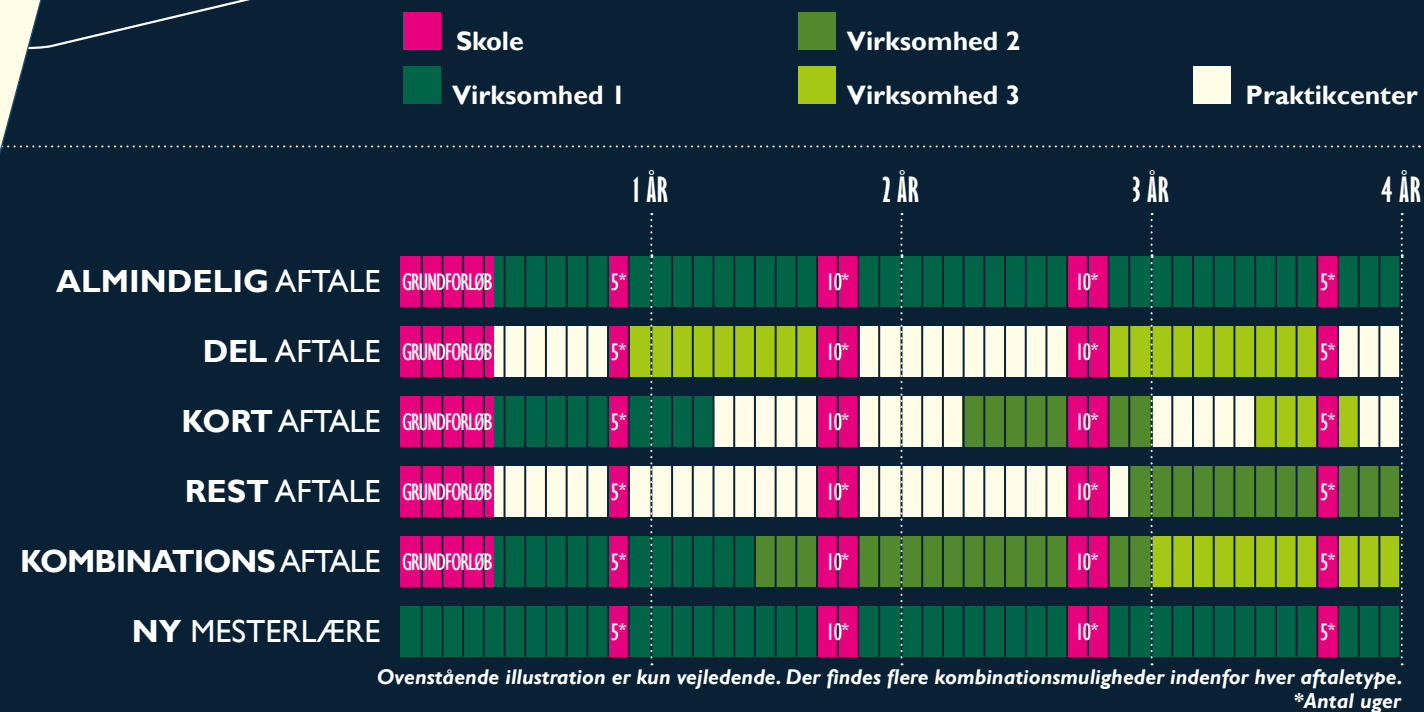 Skole
Virksomhed 2
Virksomhed 1
Virksomhed 3
Praktikcenter
1 ÅR
2 ÅR
3 ÅR
4 ÅR
ALMINDELIG AFTALE
GRUNDFORLØB 5* 10* 10* 5*
DEL AFTALE
GRUNDFORLØB 5* 10* 10* 5*
KORT AFTALE
GRUNDFORLØB 5* 10* 10* 5*
REST AFTALE
GRUNDFORLØB 5* 10* 10* 5*
KOMBINATIONS AFTALE
GRUNDFORLØB 5* 10* 10* 5*
NY MESTERLÆRE
5* 10* 10* 5*
Ovenstående illustration er kun vejledende. Der findes flere kombinationsmuligheder indenfor hver aftaletype.
*Antal uger